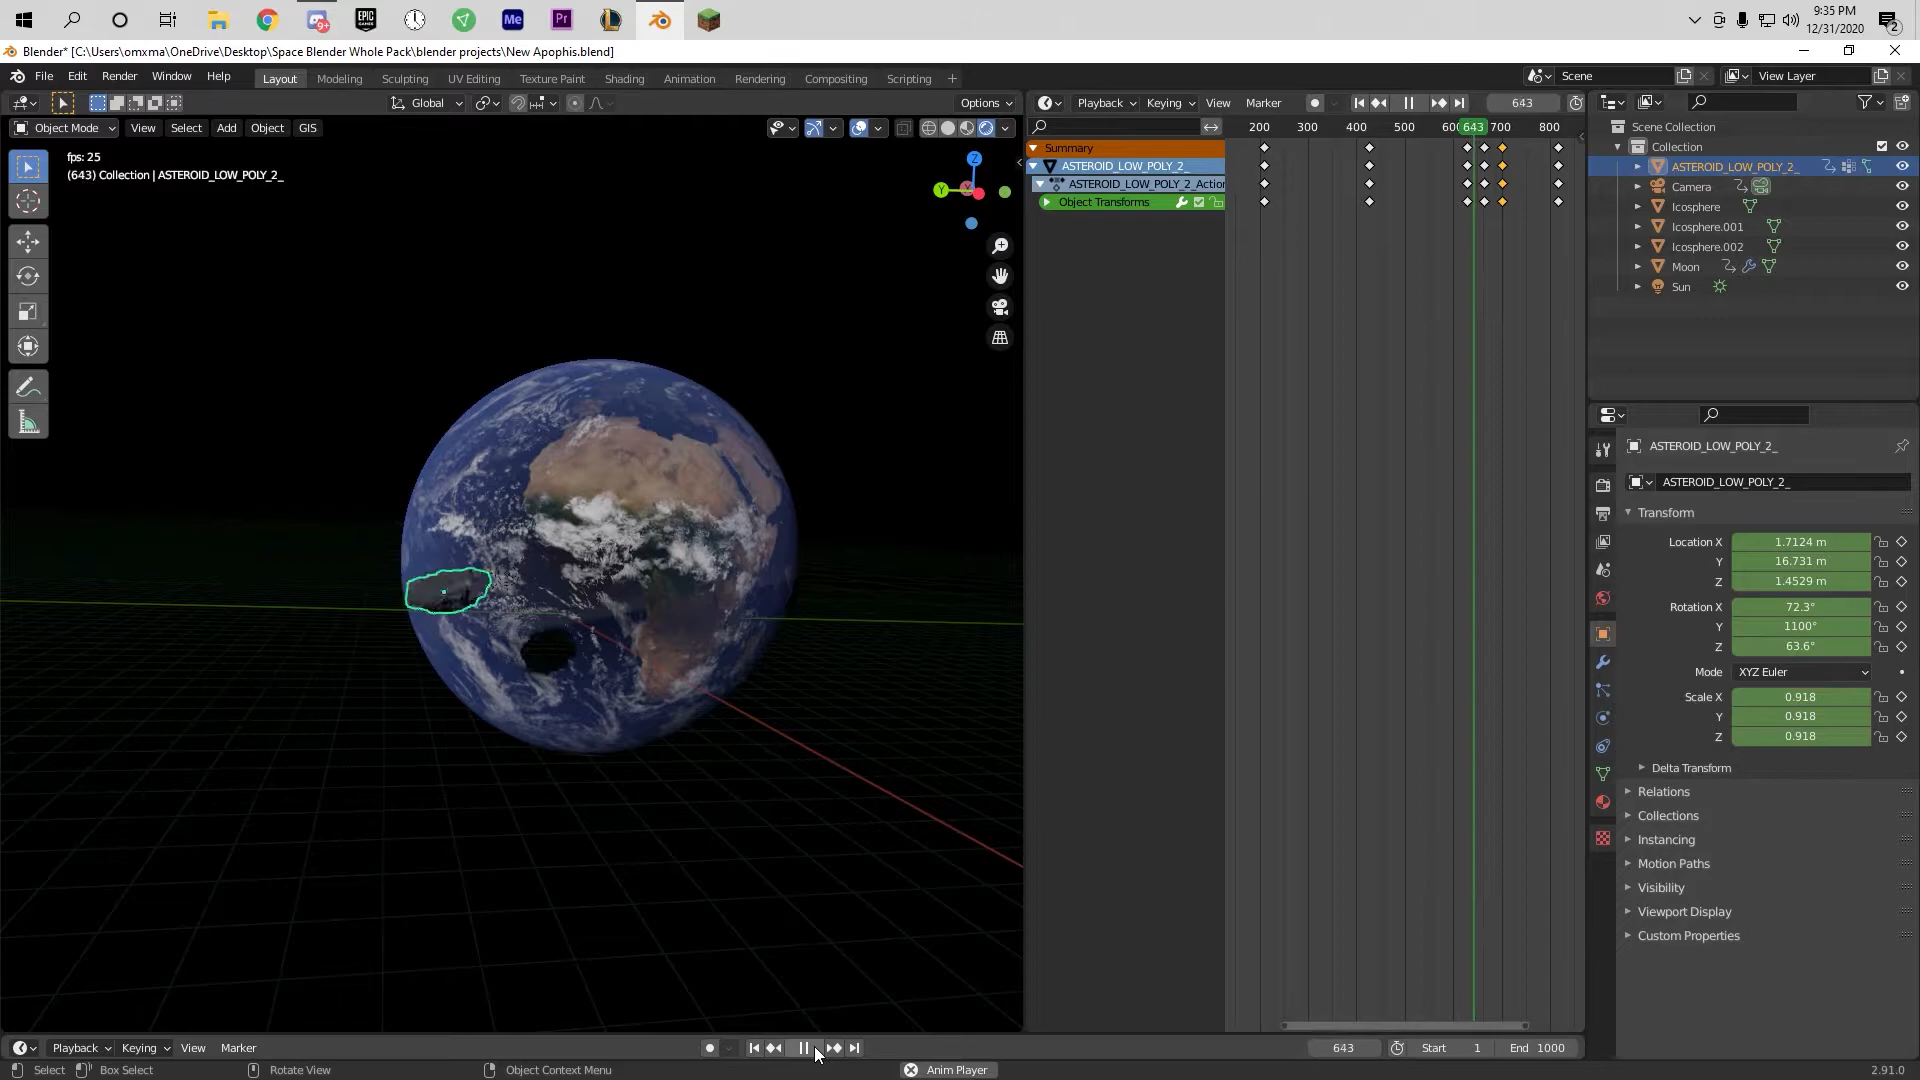 9+
EPIC
GAMES
Me
Pr
9:35 PM
12/31/2020
2
Blender* [C:\Users\omxma\OneDrive\Desktop\Space Blender Whole Pack\blender projects\New Apophis.blend]
File Edit Render Window Help Layout Modeling Sculpting UV Editing Texture Paint Shading Animation Rendering Compositing Scripting + Scene View Layer
Global Options Playback Keying View Marker 643
Object Mode View Select Add Object GIS
200 300 400 500 600 643 700 800
fps: 25
(643) Collection | ASTEROID_LOW_POLY_2_
Z
Y
Summary
ASTEROID_LOW_POLY_2_
ASTEROID_LOW_POLY_2_Action
Object Transforms
Scene Collection
Collection
ASTEROID_LOW_POLY_2_
Camera
Icosphere
Icosphere.001
Icosphere.002
Moon
Sun
ASTEROID_LOW_POLY_2_
ASTEROID_LOW_POLY_2_
Transform
Location X 1.7124 m
Y 16.731 m
Z 1.4529 m
Rotation X 72.3°
Y 1100°
Z 63.6°
Mode XYZ Euler
Scale X 0.918
Y 0.918
Z 0.918
Delta Transform
Relations
Collections
Instancing
Motion Paths
Visibility
Viewport Display
Custom Properties
Playback Keying View Marker 643 Start 1 End 1000
Select Box Select Rotate View Object Context Menu Anim Player 2.91.0